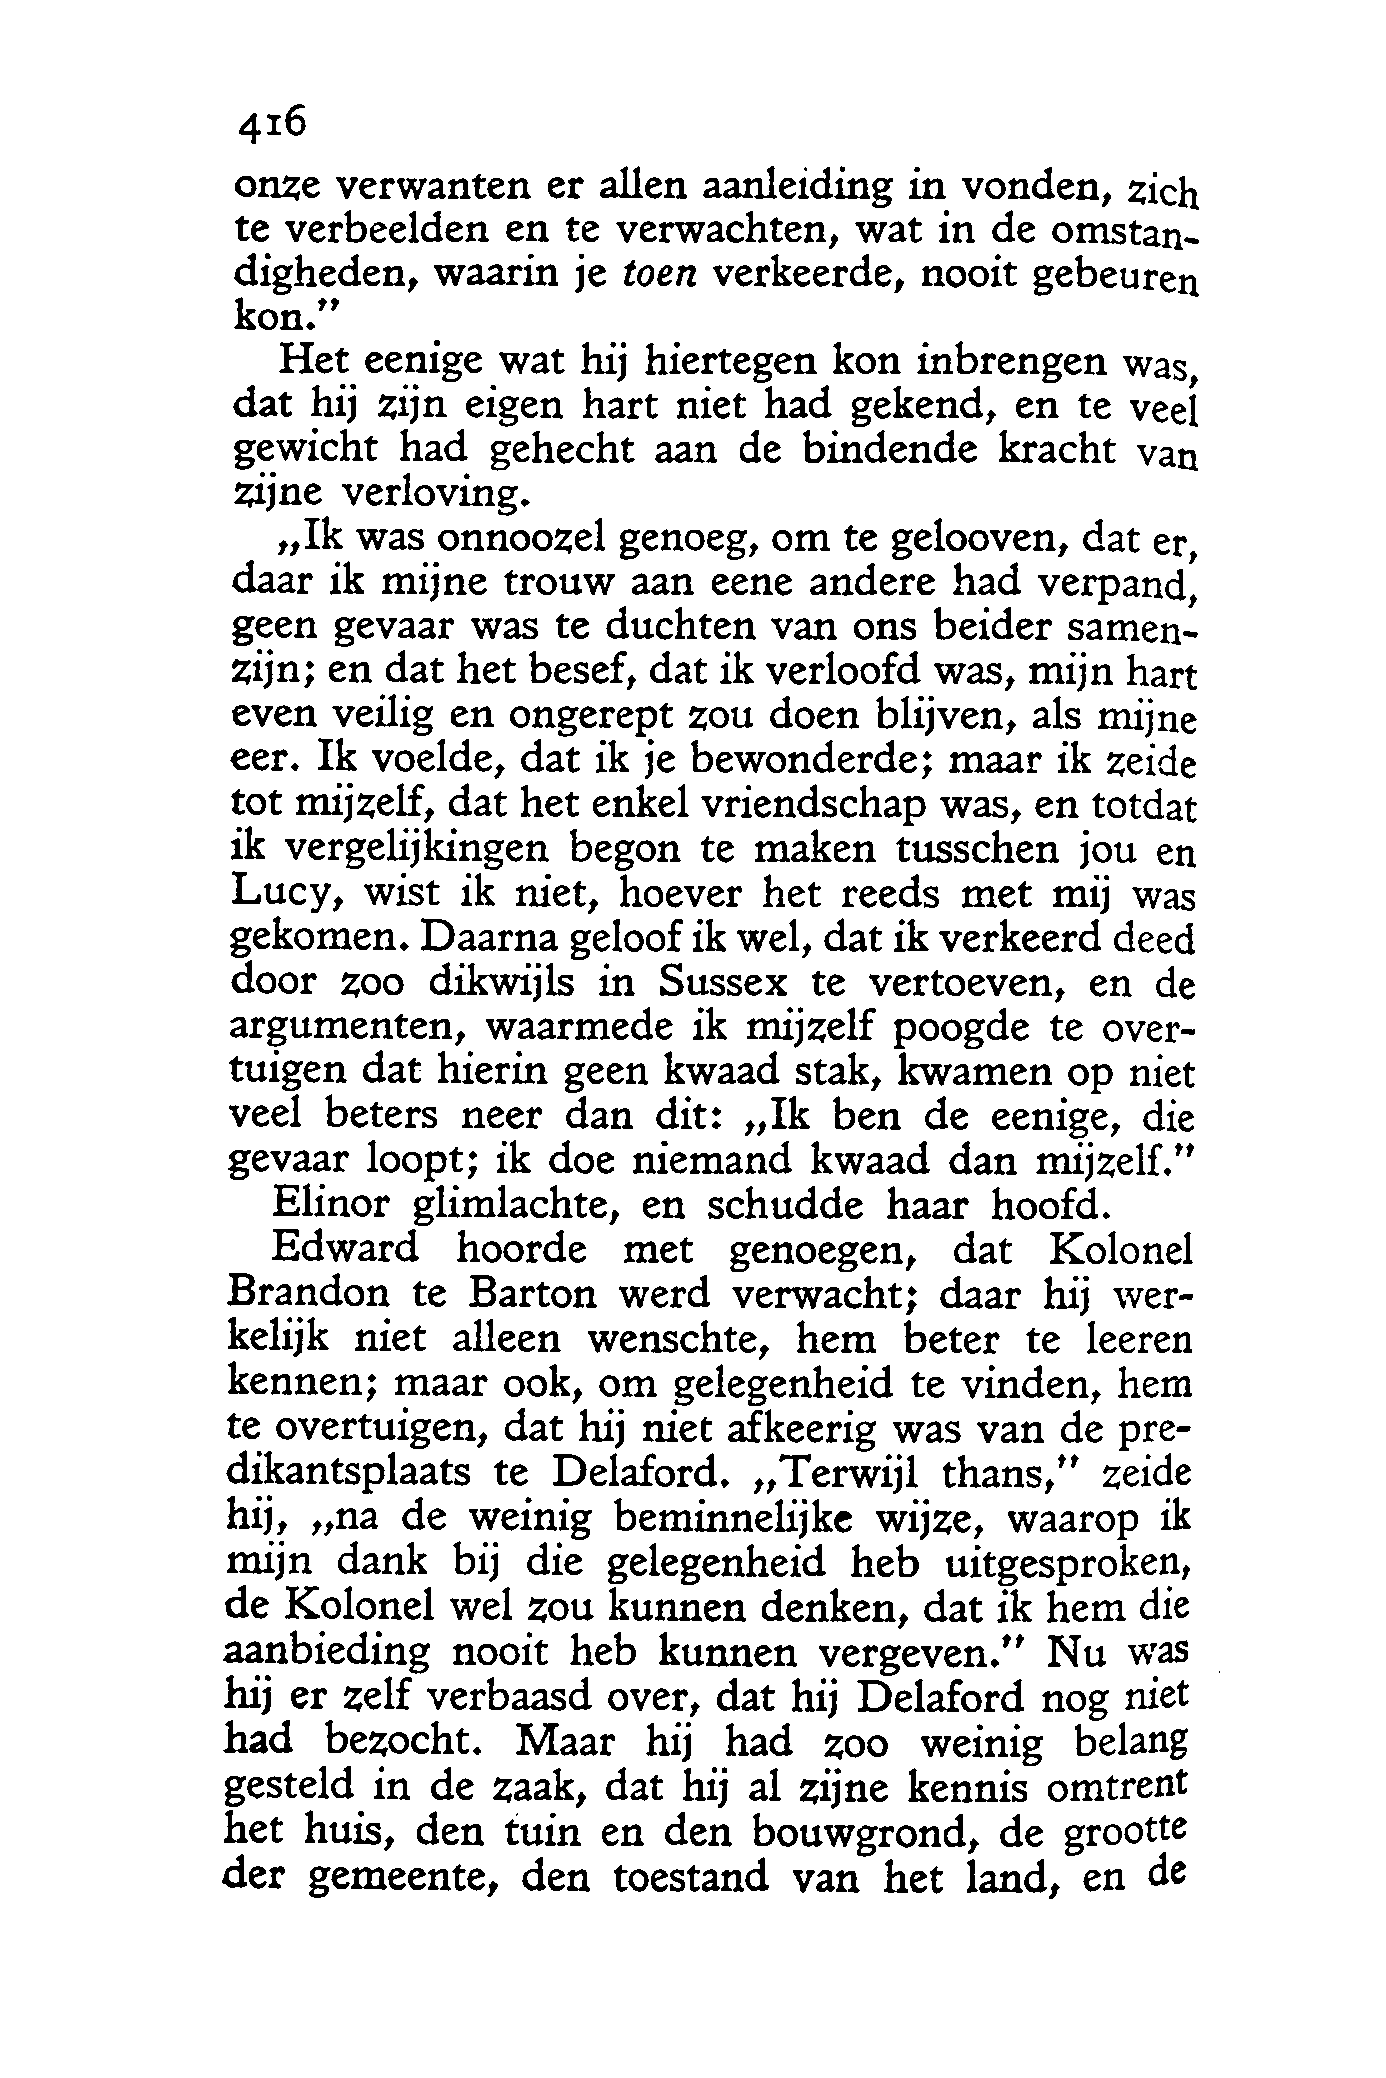 416
onze verwanten er allen aanleiding in vonden, zich
te verbeelden en te verwachten, wat in de omstan-
digheden, waarin je toen verkeerde, nooit gebeuren
kon.”
Het eenige wat hij hiertegen kon inbrengen was,
dat hij zijn eigen hart niet had gekend, en te veel
gewicht had gehecht aan de bindende kracht van
zijne verloving.
„Ik was onnoozel genoeg, om te gelooven, dat er,
daar ik mijne trouw aan eene andere had verpand,
geen gevaar was te duchten van ons beider samen-
zijn; en dat het besef, dat ik verloofd was, mijn hart
even veilig en ongerept zou doen blijven, als mijne
eer. Ik voelde, dat ik je bewonderde; maar ik zeide
tot mijzelf, dat het enkel vriendschap was, en totdat
ik vergelijkingen begon te maken tusschen jou en
Lucy, wist ik niet, hoever het reeds met mij was
gekomen. Daarna geloof ik wel, dat ik verkeerd deed
door zoo dikwijls in Sussex te vertoeven, en de
argumenten, waarmede ik mijzelf poogde te over-
tuigen dat hierin geen kwaad stak, kwamen op niet
veel beters neer dan dit: „Ik ben de eenige, die
gevaar loopt; ik doe niemand kwaad dan mijzelf.”
Elinor glimlachte, en schudde haar hoofd.
Edward hoorde met genoegen, dat Kolonel
Brandon te Barton werd verwacht; daar hij wer-
kelijk niet alleen wenschte, hem beter te leeren
kennen; maar ook, om gelegenheid te vinden, hem
te overtuigen, dat hij niet afkeerig was van de pre-
dikantsplaats te Delaford. „Terwijl thans,” zeide
hij, „na de weinig beminnelijke wijze, waarop ik
mijn dank bij die gelegenheid heb uitgesproken,
de Kolonel wel zou kunnen denken, dat ik hem die
aanbieding nooit heb kunnen vergeven.” Nu was
hij er zelf verbaasd over, dat hij Delaford nog niet
had bezocht. Maar hij had zoo weinig belang
gesteld in de zaak, dat hij al zijne kennis omtrent
het huis, den tuin en den bouwgrond, de grootte
der gemeente, den toestand van het land, en de